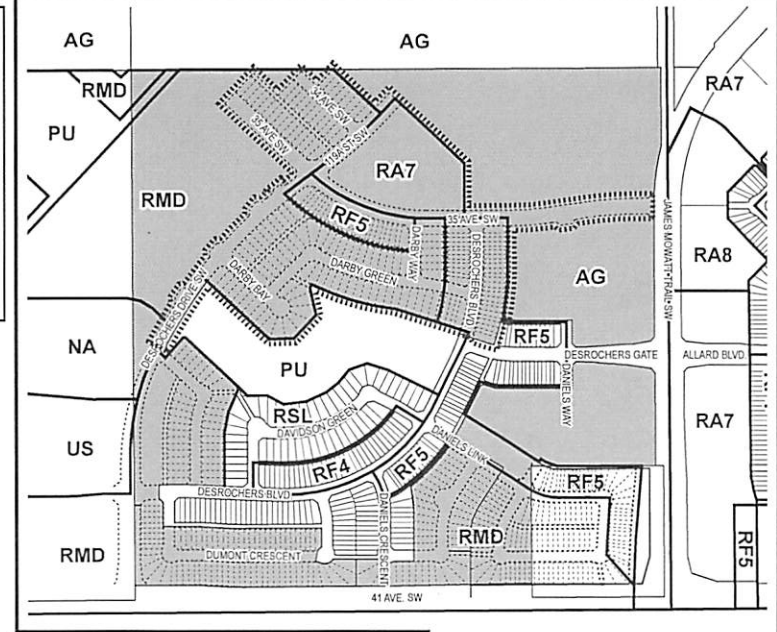 AG
AG
RMD
PU
RA7
34 AVE SW
119A ST. SW
RA7
RMD
RF5
35 AVE. SW
DARBY WAY
DESROCHERS BLVD
JAMES MOWATT TRAIL SW
RA8
DARBY BAY
DARBY GREEN
AG
DESROCHERS DRIVE SW
NA
RF5
DESROCHERS GATE
ALLARD BLVD.
PU
DANIELS WAY
RSL
DAVIDSON GREEN
RA7
US
RF4
RF5
DANIELS LINK
RF5
DESROCHERS BLVD
DANIELS CRESCENT
RMD
RMD
DUMONT CRESCENT
RF5
41 AVE. SW